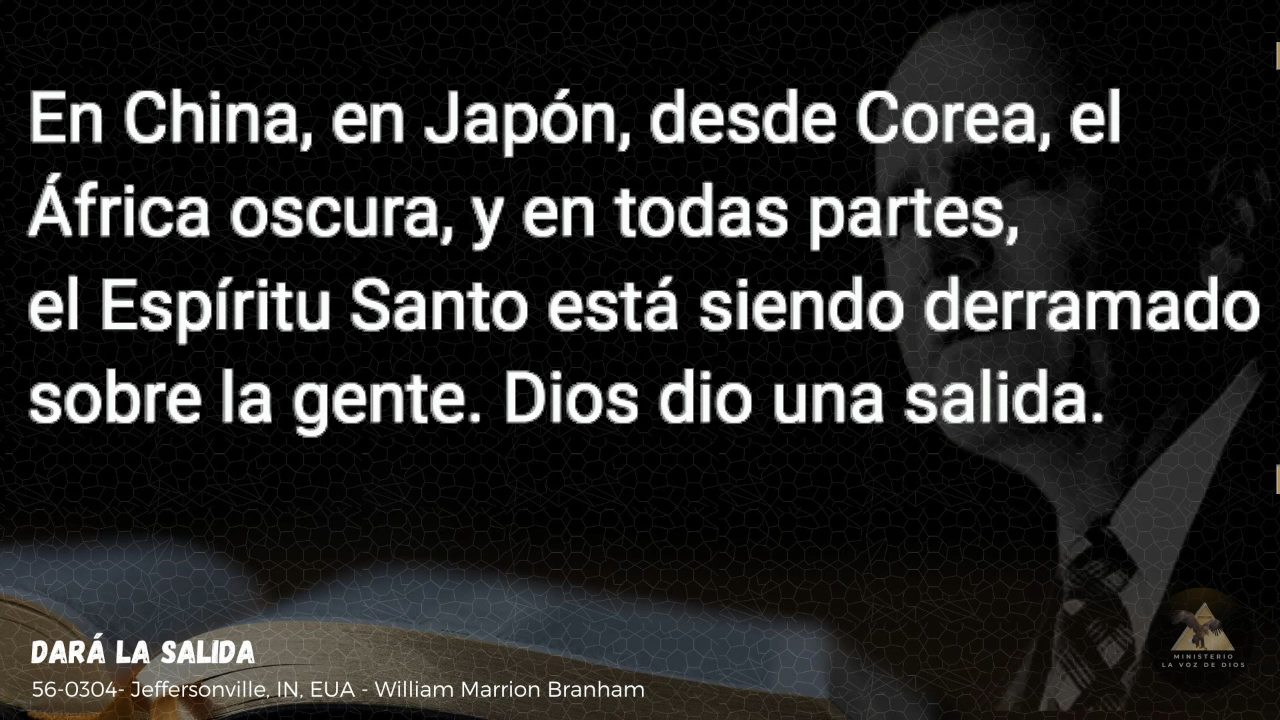 En China, en Japón, desde Corea, el
África oscura, y en todas partes,
el Espíritu Santo está siendo derramado
sobre la gente. Dios dio una salida.
DARÁ LA SALIDA
56-0304- Jeffersonville, IN, EUA - William Marrion Branham
MINISTERIO
LA VOZ DE DIOS